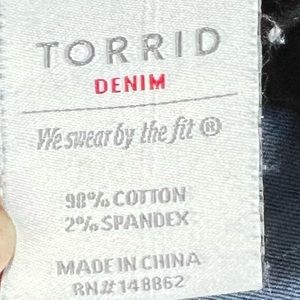 TORRID
DENIM
We swear by the fit ®
98% COTTON
2% SPANDEX
MADE IN CHINA
RN# 148862